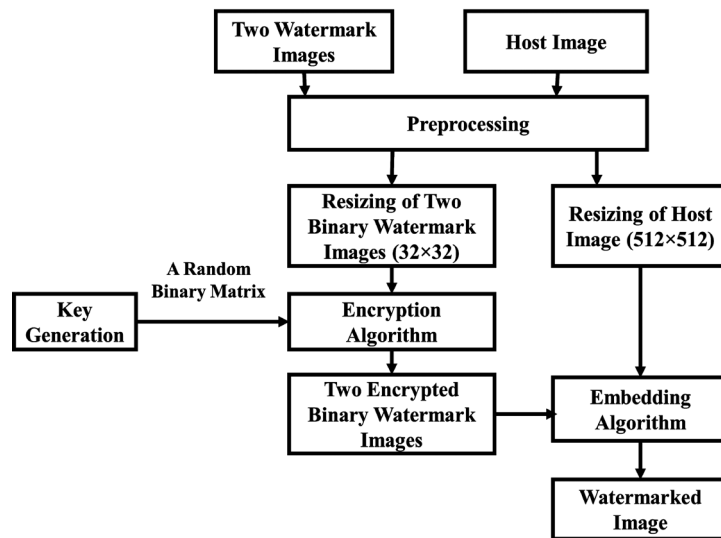 Two Watermark
Images
Host Image
Preprocessing
Resizing of Two
Binary Watermark
Images (32×32)
Resizing of Host
Image (512×512)
A Random
Binary Matrix
Key
Generation
Encryption
Algorithm
Two Encrypted
Binary Watermark
Images
Embedding
Algorithm
Watermarked
Image